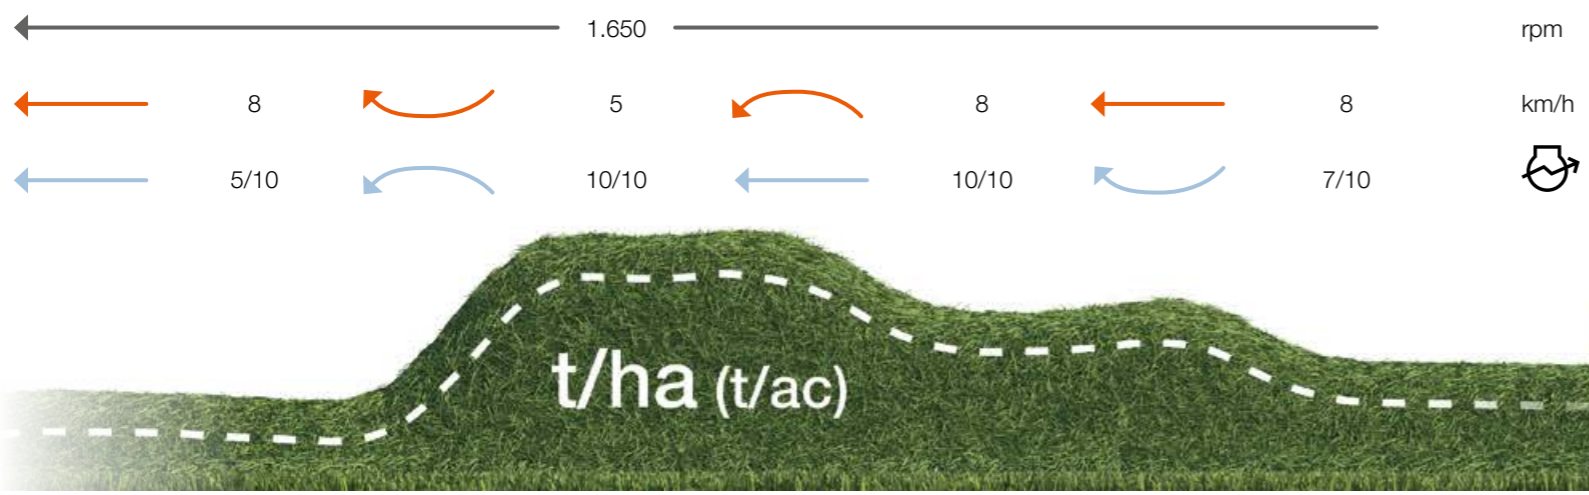 1.650 rpm
8 5 8 8 km/h
5/10 10/10 10/10 7/10
t/ha (t/ac)